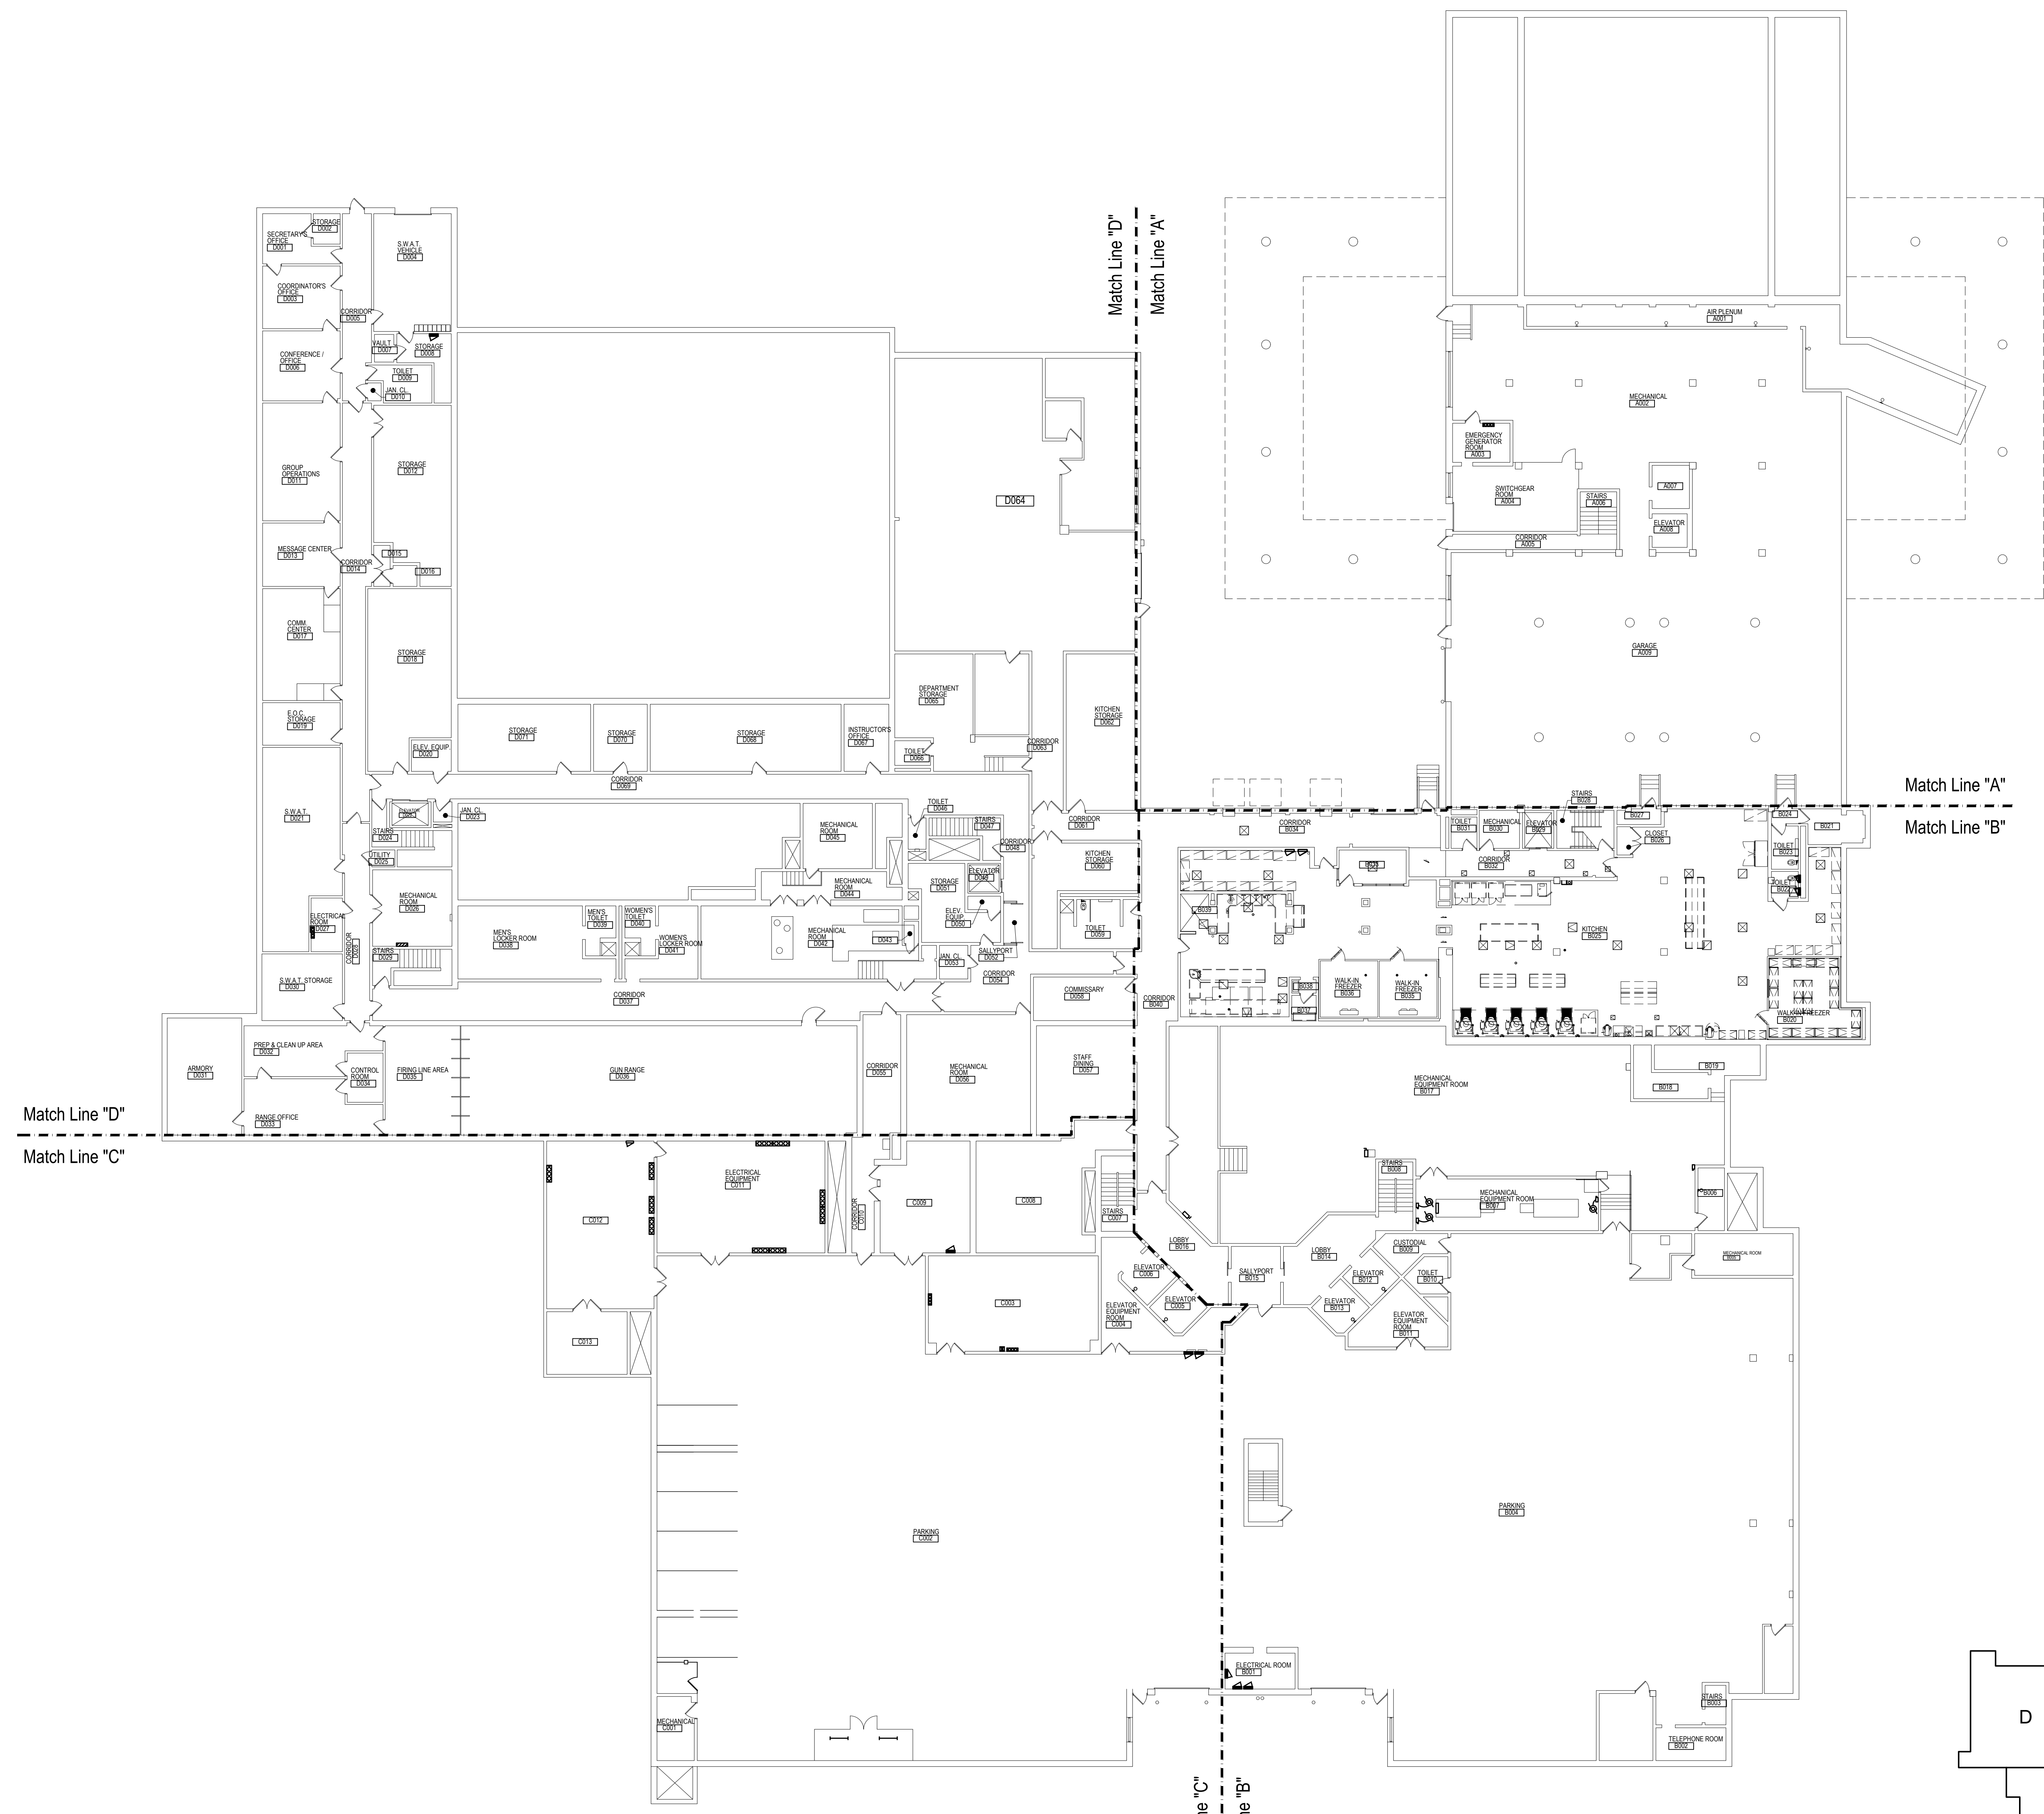 Match Line "D"
Match Line "A"
SECRETARY'S
OFFICE
D001
STORAGE
D002
S.W.A.T.
VEHICLE
D004
COORDINATOR'S
OFFICE
D003
CORRIDOR
D005
CONFERENCE /
OFFICE
D006
VAULT
D007
STORAGE
D008
TOILET
D009
JAN. CL.
D010
GROUP
OPERATIONS
D011
STORAGE
D012
MESSAGE CENTER
D013
CORRIDOR
D014
D015
D016
COMM.
CENTER
D017
STORAGE
D018
E.O.C.
STORAGE
D019
ELEV. EQUIP.
D020
S.W.A.T.
D021
ELEVATOR
JAN. CL.
D023
STAIRS
D024
UTILITY
D025
MECHANICAL
ROOM
D026
ELECTRICAL
ROOM
D027
CORRIDOR
D028
STAIRS
D029
S.W.A.T. STORAGE
D030
ARMORY
D031
PREP & CLEAN UP AREA
D032
RANGE OFFICE
D033
CONTROL
ROOM
D034
FIRING LINE AREA
D035
GUN RANGE
D036
CORRIDOR
D037
MEN'S
LOCKER ROOM
D038
MEN'S
TOILET
D039
WOMEN'S
TOILET
D040
WOMEN'S
LOCKER ROOM
D041
MECHANICAL
ROOM
D042
D043
MECHANICAL
ROOM
D044
MECHANICAL
ROOM
D045
TOILET
D046
STAIRS
D047
CORRIDOR
D048
ELEVATOR
D049
ELEV.
EQUIP.
D050
STORAGE
D051
SALLYPORT
D052
JAN. CL.
D053
CORRIDOR
D054
CORRIDOR
D055
MECHANICAL
ROOM
D056
STAFF
DINING
D057
COMMISSARY
D058
TOILET
D059
KITCHEN
STORAGE
D060
CORRIDOR
D061
KITCHEN
STORAGE
D062
CORRIDOR
D063
D064
DEPARTMENT
STORAGE
D065
TOILET
D066
INSTRUCTOR'S
OFFICE
D067
STORAGE
D068
CORRIDOR
D069
STORAGE
D070
STORAGE
D071
AIR PLENUM
A001
MECHANICAL
A002
EMERGENCY
GENERATOR
ROOM
A003
SWITCHGEAR
ROOM
A004
CORRIDOR
A005
STAIRS
A006
A007
ELEVATOR
A008
GARAGE
A009
Match Line "A"
Match Line "B"
STAIRS
B028
B027
CLOSET
B026
B024
B021
TOILET
B023
TOILET
B022
TOILET
B031
MECHANICAL
B030
ELEVATOR
B029
CORRIDOR
B032
CORRIDOR
B034
B039
KITCHEN
B025
WALK-IN
FREEZER
B036
WALK-IN
FREEZER
B035
B038
B037
WALK-IN FREEZER
B020
CORRIDOR
B040
B019
B018
MECHANICAL
EQUIPMENT ROOM
B017
Match Line "D"
Match Line "C"
STAIRS
B008
MECHANICAL
EQUIPMENT ROOM
B007
B006
MECHANICAL ROOM
CUSTODIAL
B009
TOILET
B010
ELEVATOR
EQUIPMENT
ROOM
B011
ELEVATOR
B012
ELEVATOR
B013
LOBBY
B014
SALLYPORT
B015
LOBBY
B016
ELECTRICAL
EQUIPMENT
C011
C012
C013
CORRIDOR
C010
C009
C008
STAIRS
C007
ELEVATOR
C006
ELEVATOR
C005
ELEVATOR
EQUIPMENT
ROOM
C004
C003
PARKING
C002
PARKING
B004
MECHANICAL
C001
ELECTRICAL ROOM
B001
STAIRS
B003
TELEPHONE ROOM
B002
ne "C"
ne "B"
D